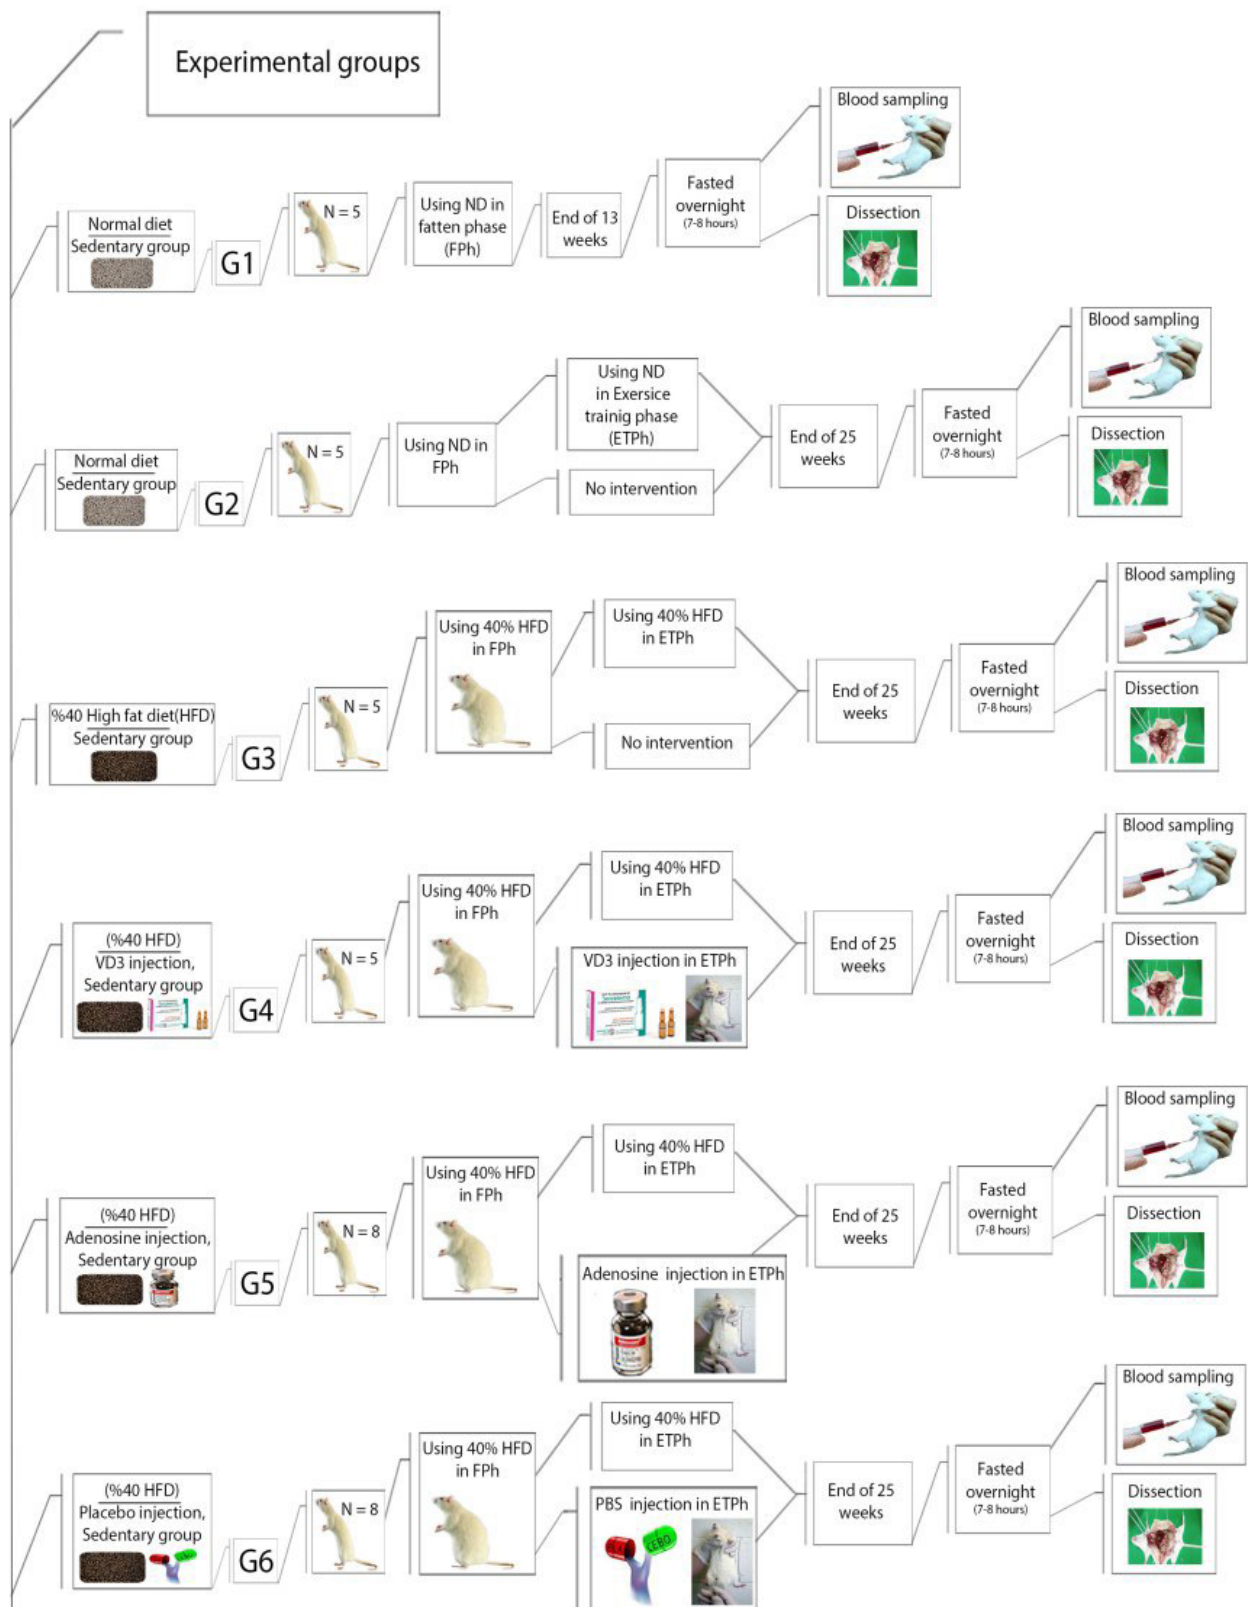 Experimental groups
Normal diet
Sedentary group
G1
N = 5
Using ND in
fatten phase
(FPh)
End of 13
weeks
Fasted
overnight
(7-8 hours)
Blood sampling
Dissection
Normal diet
Sedentary group
G2
N = 5
Using ND in
FPh
Using ND
in Exersice
trainig phase
(ETPh)
No intervention
End of 25
weeks
Fasted
overnight
(7-8 hours)
Blood sampling
Dissection
%40 High fat diet(HFD)
Sedentary group
G3
N = 5
Using 40% HFD
in FPh
Using 40% HFD
in ETPh
No intervention
End of 25
weeks
Fasted
overnight
(7-8 hours)
Blood sampling
Dissection
(%40 HFD)
VD3 injection,
Sedentary group
G4
N = 5
Using 40% HFD
in FPh
Using 40% HFD
in ETPh
VD3 injection in ETPh
End of 25
weeks
Fasted
overnight
(7-8 hours)
Blood sampling
Dissection
(%40 HFD)
Adenosine injection,
Sedentary group
G5
N = 8
Using 40% HFD
in FPh
Using 40% HFD
in ETPh
Adenosine injection in ETPh
End of 25
weeks
Fasted
overnight
(7-8 hours)
Blood sampling
Dissection
(%40 HFD)
Placebo injection,
Sedentary group
G6
N = 8
Using 40% HFD
in FPh
Using 40% HFD
in ETPh
PBS injection in ETPh
PLA
CEBO
End of 25
weeks
Fasted
overnight
(7-8 hours)
Blood sampling
Dissection